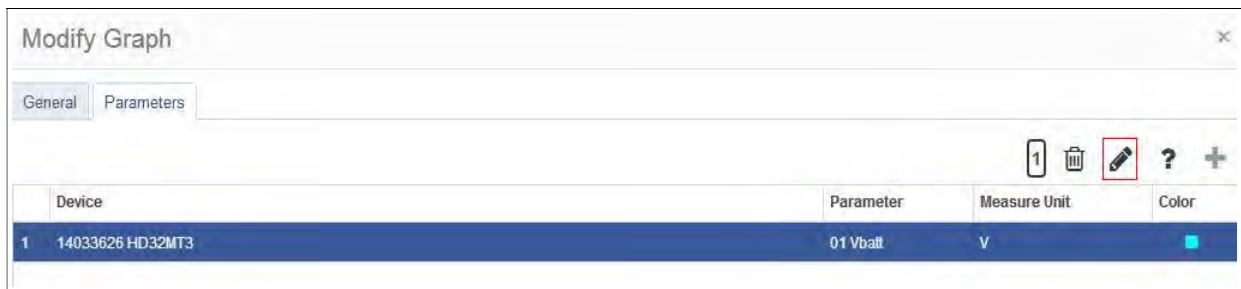 Modify Graph ×
General Parameters
1 ? +
Device Parameter Measure Unit Color
1 14033626 HD32MT3 01 Vbatt V